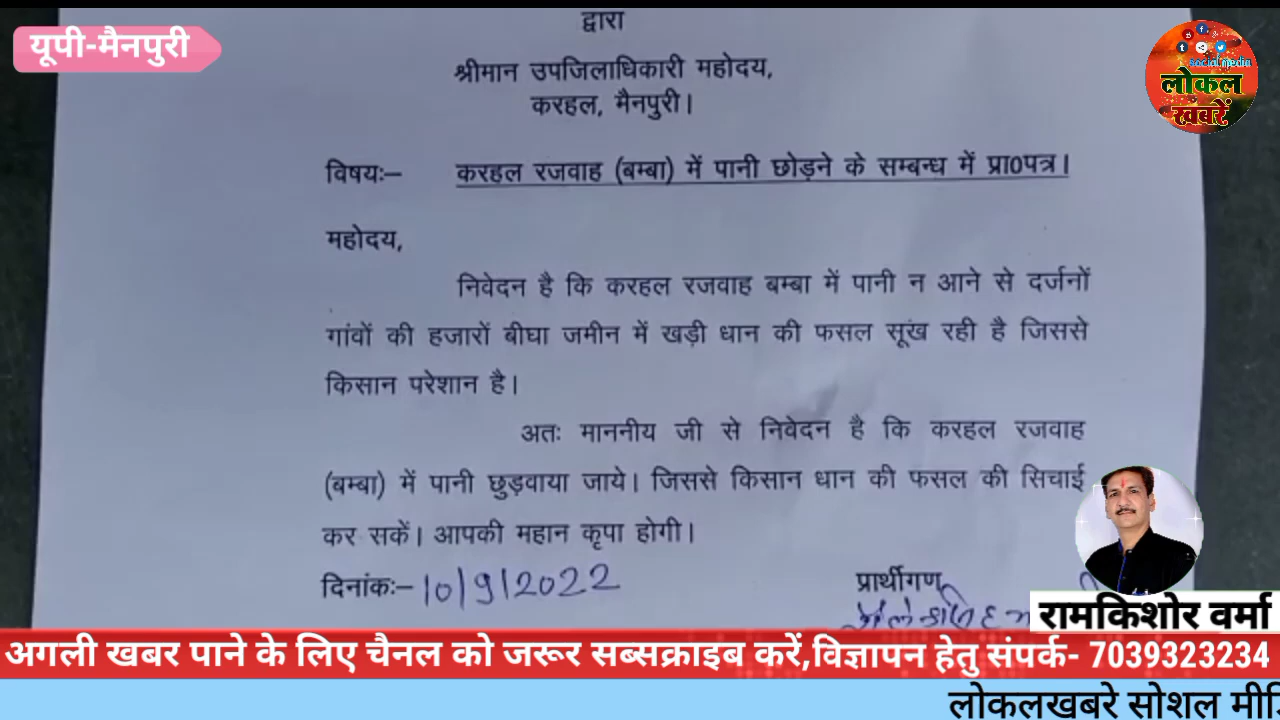 द्वारा
यूपी-मैनपुरी
श्रीमान उपजिलाधिकारी महोदय,
करहल, मैनपुरी।
social media
लोकल
खबरें
विषयः– करहल रजवाह (बम्बा) में पानी छोड़ने के सम्बन्ध में प्रा0पत्र।
महोदय,
निवेदन है कि करहल रजवाह बम्बा में पानी न आने से दर्जनों
गांवों की हजारों बीघा जमीन में खड़ी धान की फसल सूख रही है जिससे
किसान परेशान है।
अतः माननीय जी से निवेदन है कि करहल रजवाह
(बम्बा) में पानी छुड़वाया जाये। जिससे किसान धान की फसल की सिचाई
कर सकें। आपकी महान कृपा होगी।
दिनांकः– 10/9/2022 प्रार्थीगण
रामकिशोर वर्मा
अगली खबर पाने के लिए चैनल को जरूर सब्सक्राइब करें,विज्ञापन हेतु संपर्क- 7039323234
लोकलखबरे सोशल